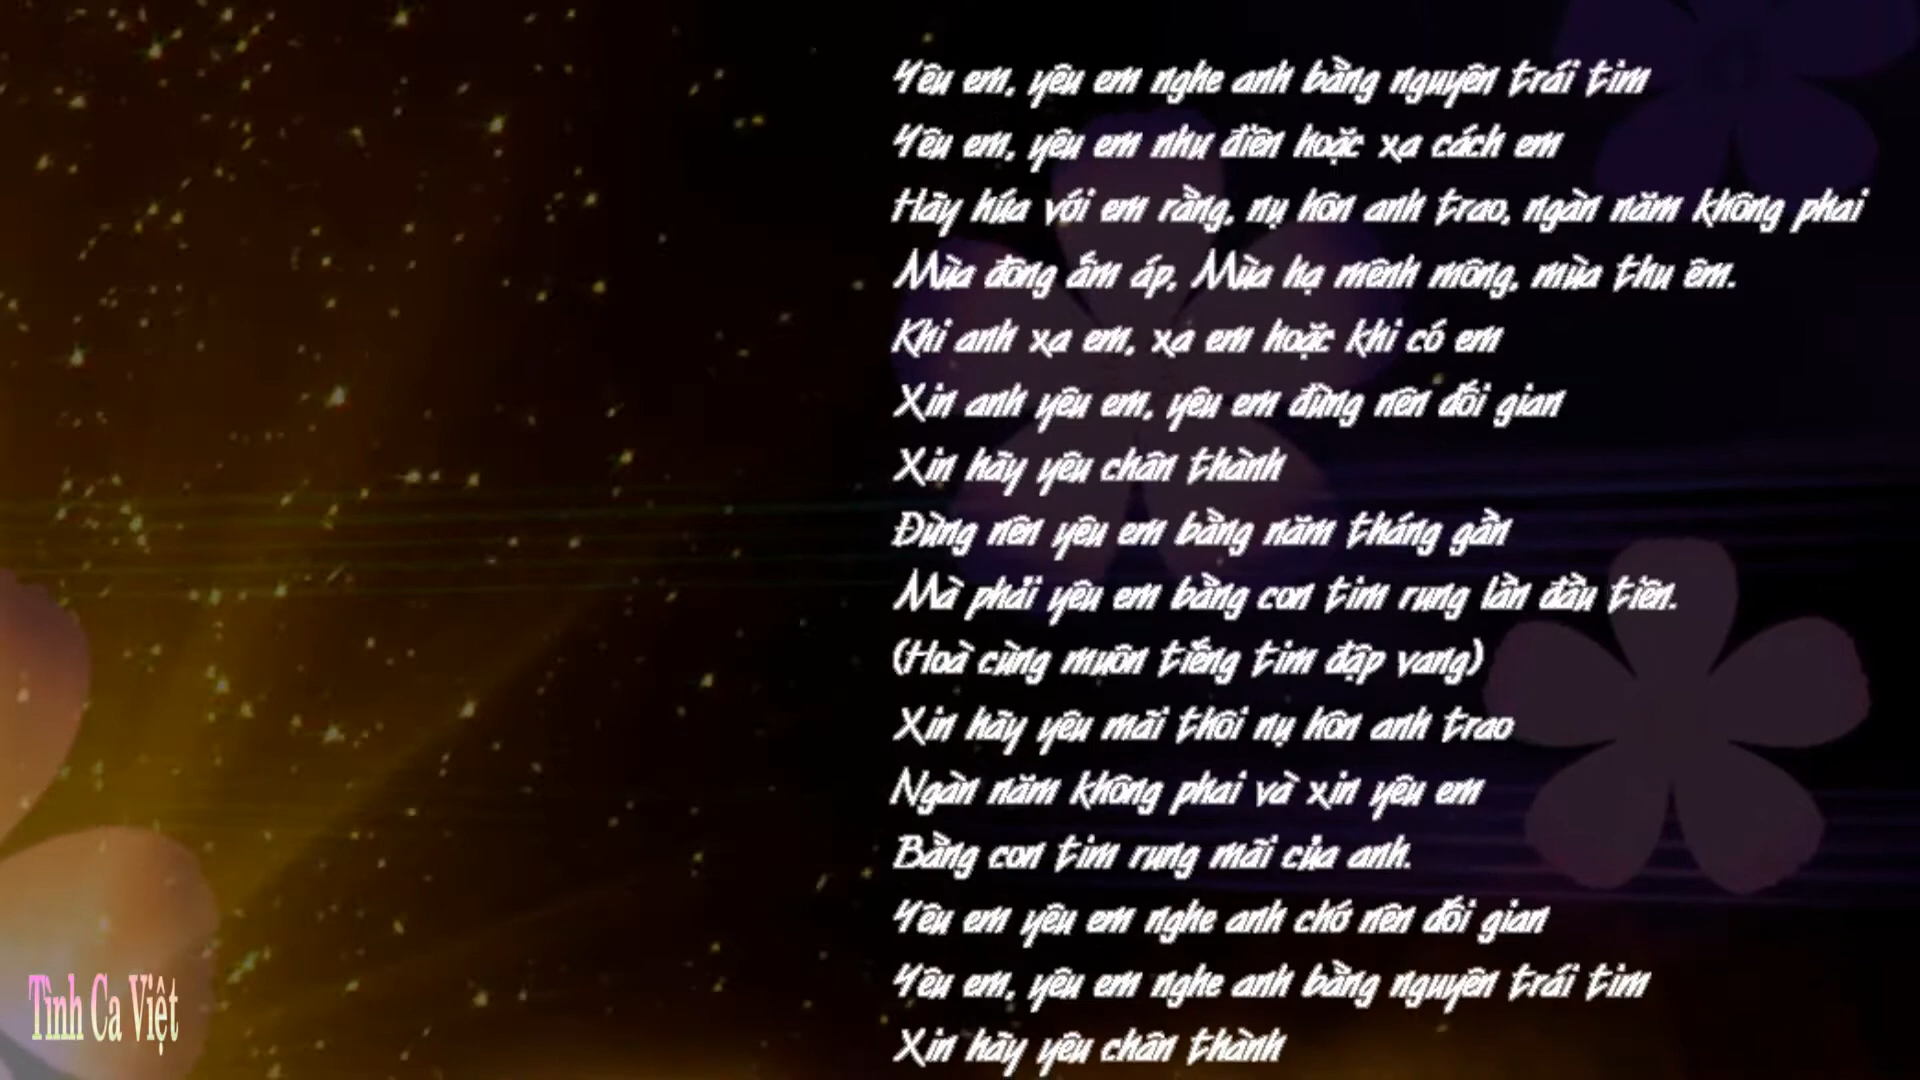 Yêu em, yêu em nghe anh bằng nguyên trái tim
Yêu em, yêu em như điên hoặc xa cách em
Hãy hứa với em rằng, nụ hôn anh trao, ngàn năm không phai
Mùa đông ấm áp, Mùa hạ mênh mông, mùa thu êm.
Khi anh xa em, xa em hoặc khi có em
Xin anh yêu em, yêu em đừng nên dối gian
Xin hãy yêu chân thành
Đừng nên yêu em bằng năm tháng gần
Mà phải yêu em bằng con tim rung lần đầu tiên.
(Hoà cùng muôn tiếng tim đập vang)
Xin hãy yêu mãi thôi nụ hôn anh trao
Ngàn năm không phai và xin yêu em
Bằng con tim rung mãi của anh.
Yêu em yêu em nghe anh chớ nên dối gian
Yêu em, yêu em nghe anh bằng nguyên trái tim
Xin hãy yêu chân thành
Tình Ca Việt